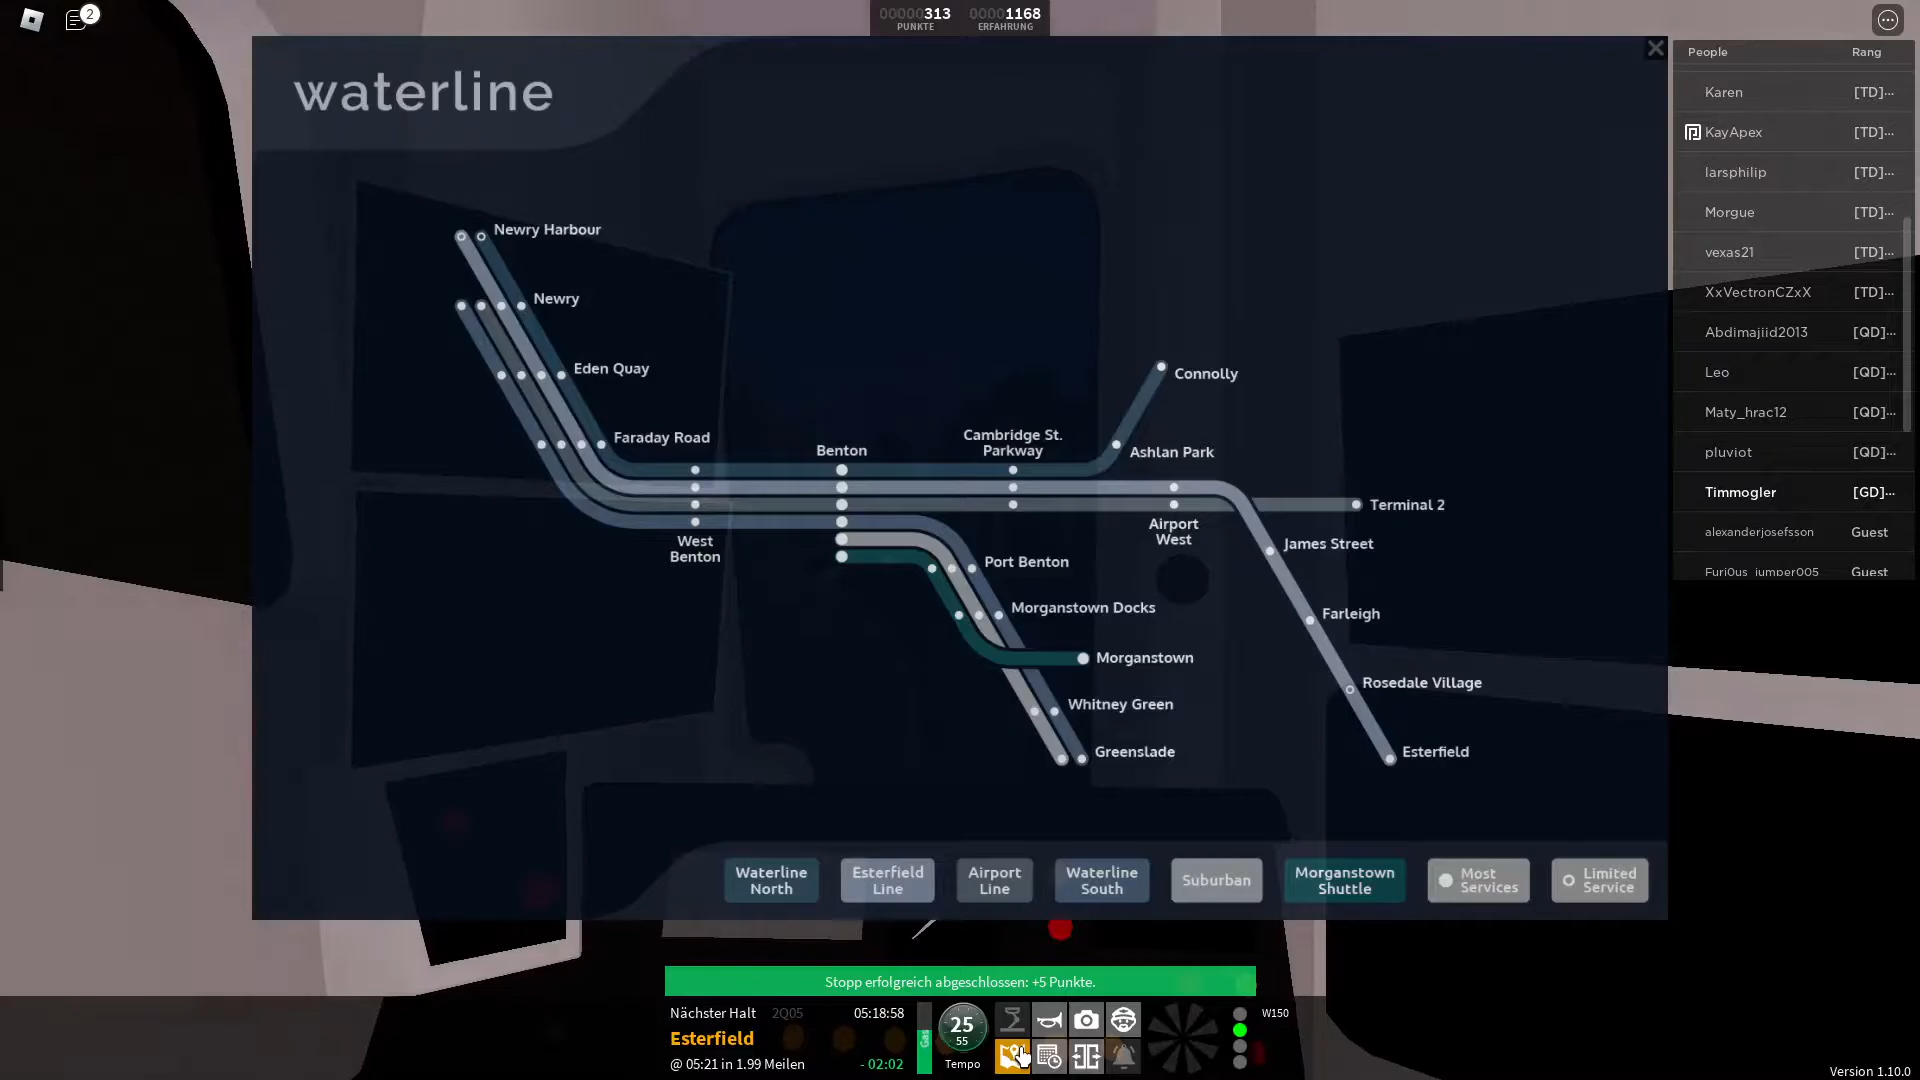 2
00000313
PUNKTE
00001168
ERFAHRUNG
waterline
People Rang
Karen [TD]...
KayApex [TD]...
larsphilip [TD]...
Morgue [TD]...
vexas21 [TD]...
XxVectronCZxX [TD]...
Abdimajiid2013 [QD]...
Leo [QD]...
Maty_hrac12 [QD]...
pluviot [QD]...
Timmogler [GD]...
alexanderjosefsson Guest
Furi0us_jumper005 Guest
Newry Harbour
Newry
Eden Quay
Faraday Road
West
Benton
Benton
Cambridge St.
Parkway
Connolly
Ashlan Park
Airport
West
Terminal 2
James Street
Farleigh
Rosedale Village
Esterfield
Port Benton
Morganstown Docks
Morganstown
Whitney Green
Greenslade
Waterline
North
Esterfield
Line
Airport
Line
Waterline
South
Suburban
Morganstown
Shuttle
Most
Services
Limited
Service
Stopp erfolgreich abgeschlossen: +5 Punkte.
Nächster Halt 2Q05 05:18:58
Esterfield
@ 05:21 in 1.99 Meilen - 02:02
Gas
25
55
Tempo
W150
Version 1.10.0